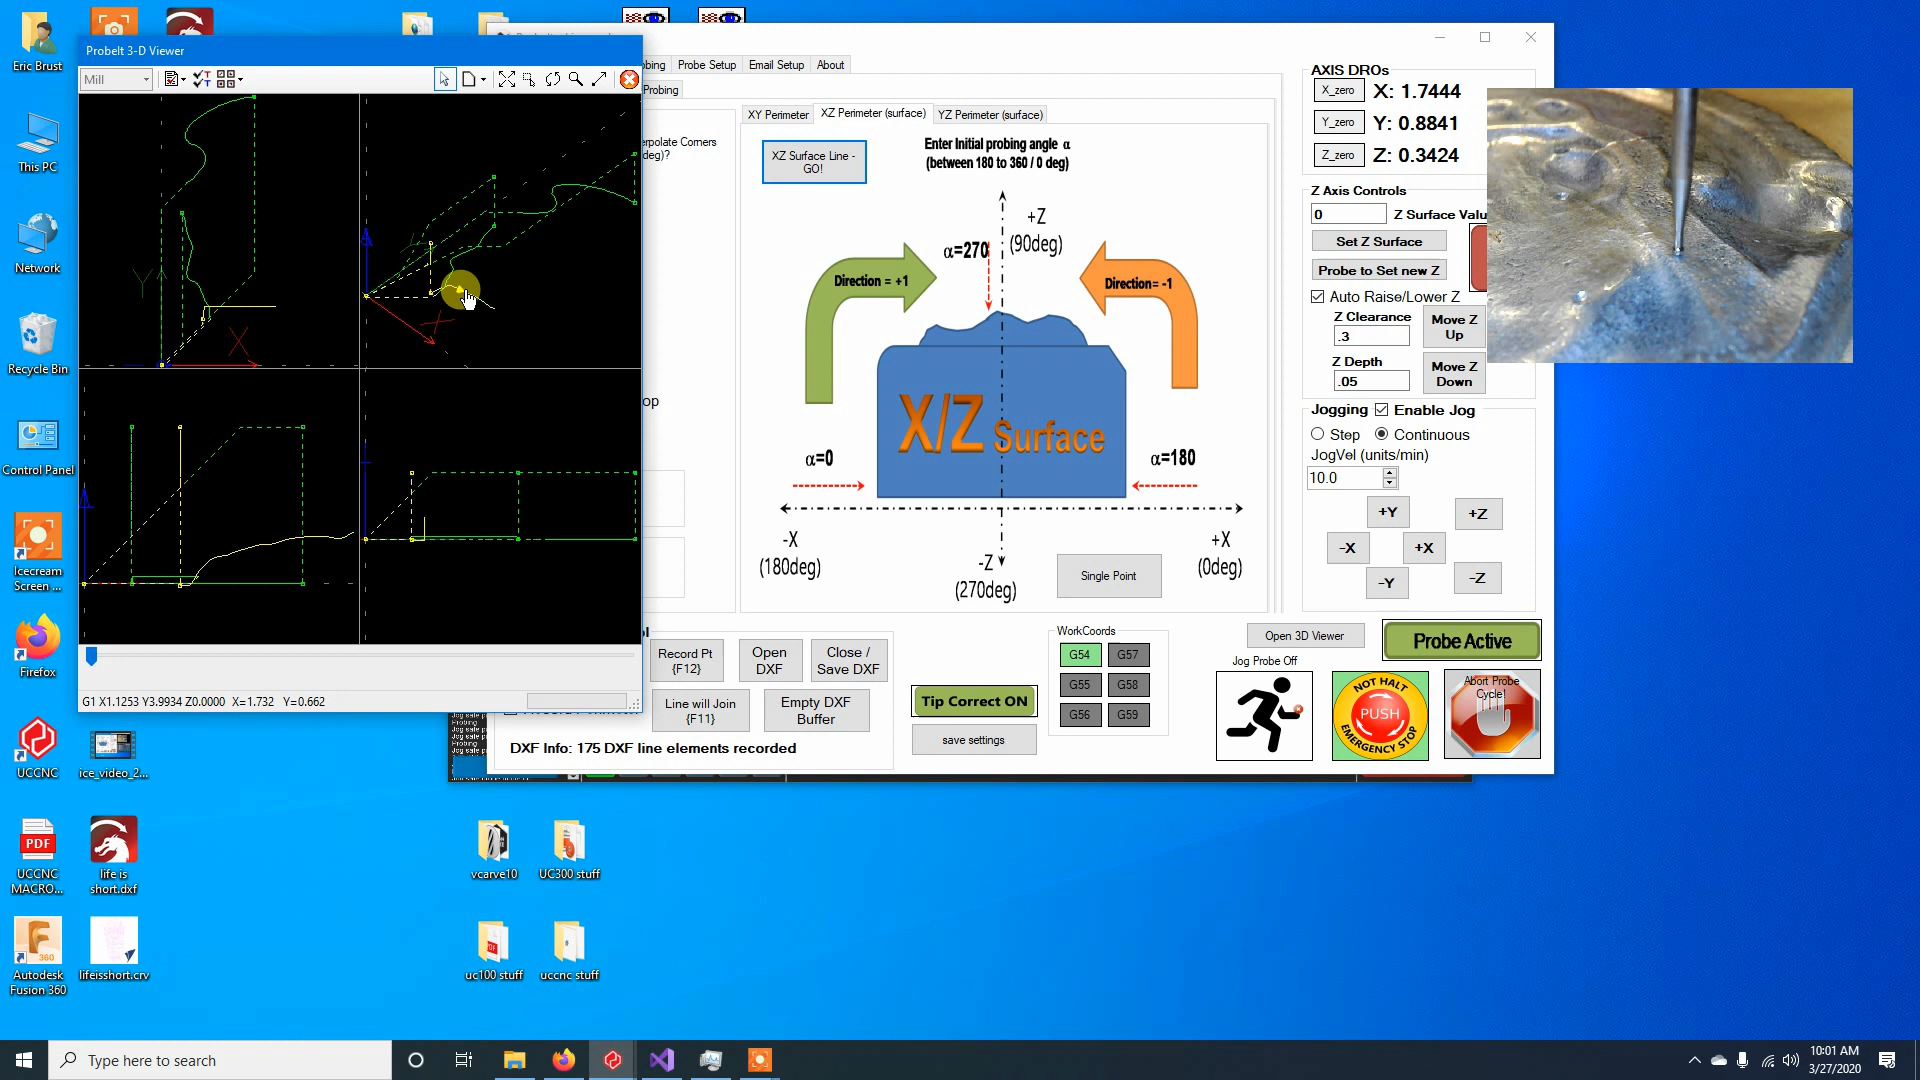 Eric Brust
This PC
Network
Recycle Bin
Control Panel
Icecream
Screen ...
Firefox
UCCNC
ice_video_2...
UCCNC
MACRO...
life is
short.dxf
Autodesk
Fusion 360
lifeisshort.crv
vcarve10
UC300 stuff
uc100 stuff
uccnc stuff
ProbeIt 3-D Viewer
Mill
Y
X
G1 X1.1253 Y3.9934 Z0.0000 X=1.732 Y=0.662
bing
Probe Setup
Email Setup
About
Probing
erpolate Corners
deg)?
op
XY Perimeter
XZ Perimeter (surface)
YZ Perimeter (surface)
XZ Surface Line -
GO!
Enter Initial probing angle α
(between 180 to 360 / 0 deg)
+Z
(90deg)
α=270
Direction = +1
Direction= -1
X/Z Surface
α=0
α=180
-X
(180deg)
-Z
(270deg)
+X
(0deg)
Single Point
Record Pt
{F12}
Open
DXF
Close /
Save DXF
Line will Join
{F11}
Empty DXF
Buffer
DXF Info: 175 DXF line elements recorded
Tip Correct ON
save settings
WorkCoords
G54
G57
G55
G58
G56
G59
AXIS DROs
X_zero
X: 1.7444
Y_zero
Y: 0.8841
Z_zero
Z: 0.3424
Z Axis Controls
0
Z Surface Valu
Set Z Surface
Probe to Set new Z
Auto Raise/Lower Z
Z Clearance
.3
Move Z
Up
Z Depth
.05
Move Z
Down
Jogging
Enable Jog
Step
Continuous
JogVel (units/min)
10.0
+Y
+Z
-X
+X
-Y
-Z
Open 3D Viewer
Probe Active
Jog Probe Off
NOT HALT
PUSH
EMERGENCY STOP
Abort Probe
Cycle!
PDF
F
360
PDF
Type here to search
10:01 AM
3/27/2020